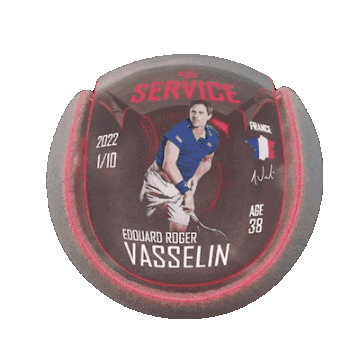 SERVICE
2022
1/10
FRANCE
AGE
38
EDOUARD ROGER
VASSELIN